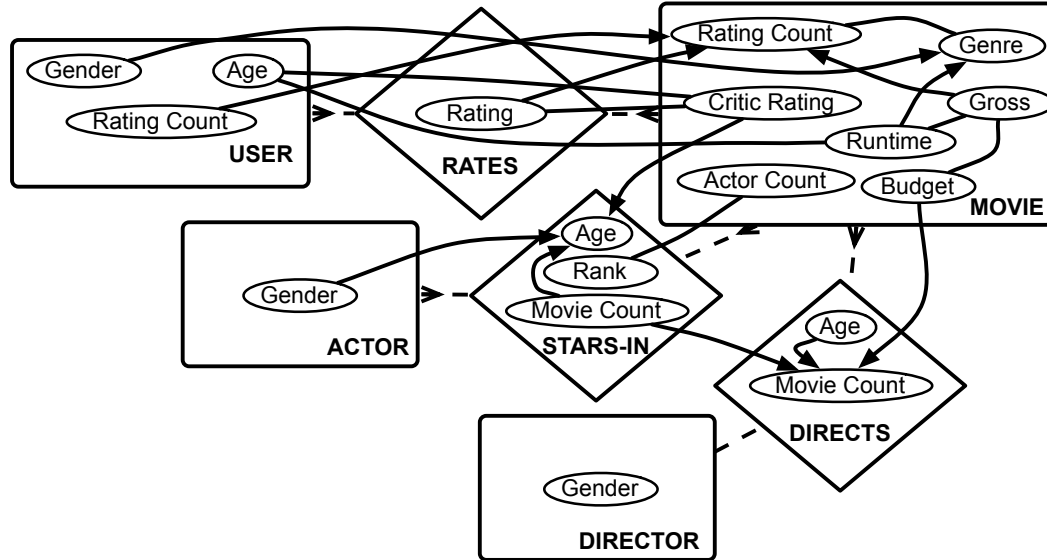 Gender
Age
Rating Count
USER
Rating
RATES
Rating Count
Genre
Critic Rating
Gross
Runtime
Actor Count
Budget
MOVIE
Gender
ACTOR
Age
Rank
Movie Count
STARS-IN
Age
Movie Count
DIRECTS
Gender
DIRECTOR